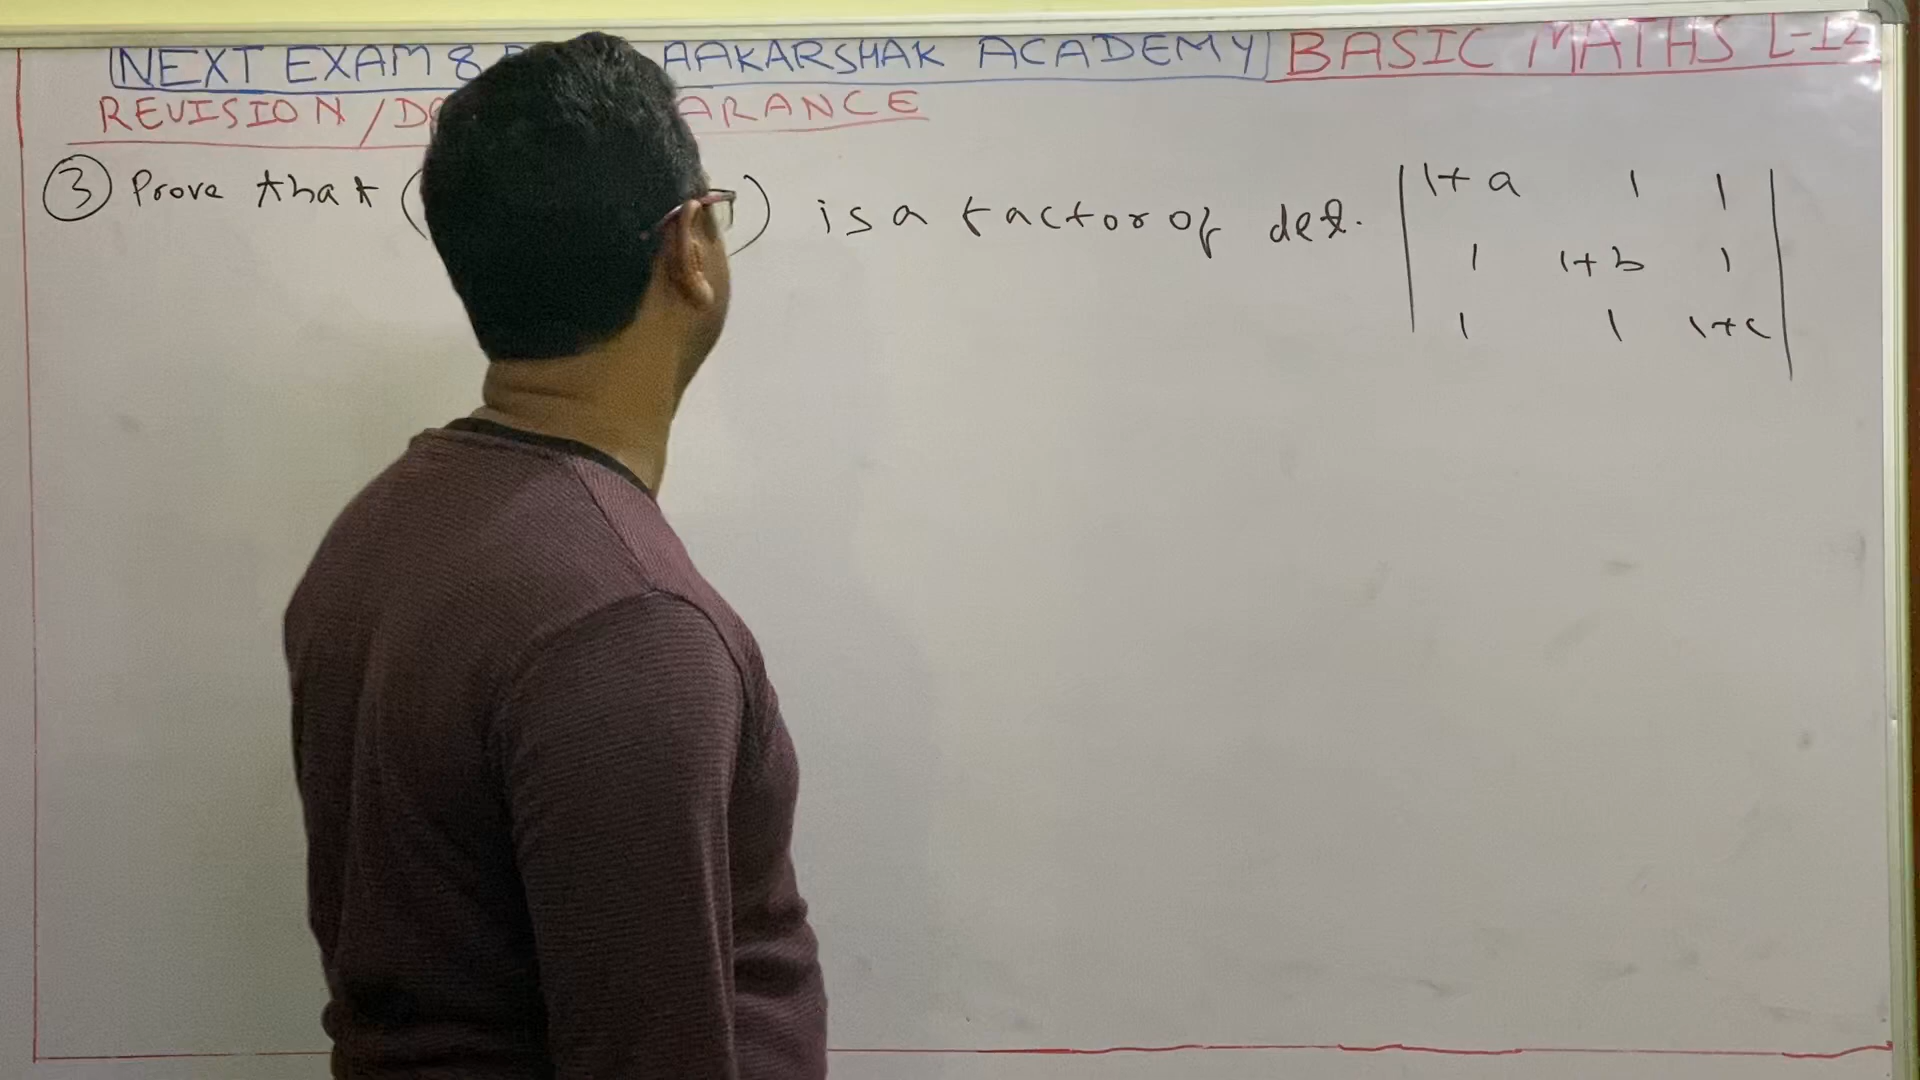 NEXT EXAM 8 AAKARSHAK ACADEMY BASIC MATHS L-12
REVISION / ARANCE
③ Prove that ( ) is a factor of det. | 1+a 1 1 |
| 1 1+b 1 |
| 1 1 1+c |